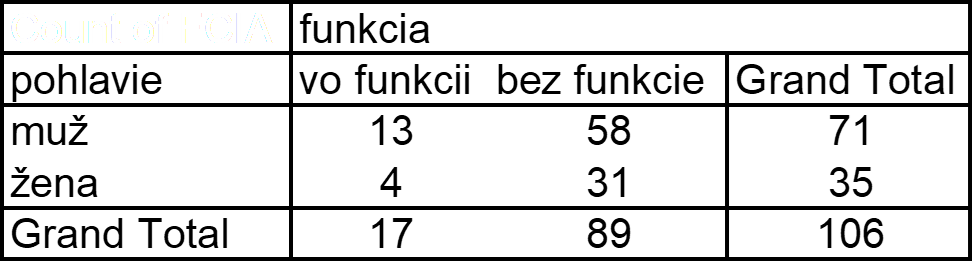 funkcia
pohlavie vo funkcii bez funkcie Grand Total
muž 13 58 71
žena 4 31 35
Grand Total 17 89 106